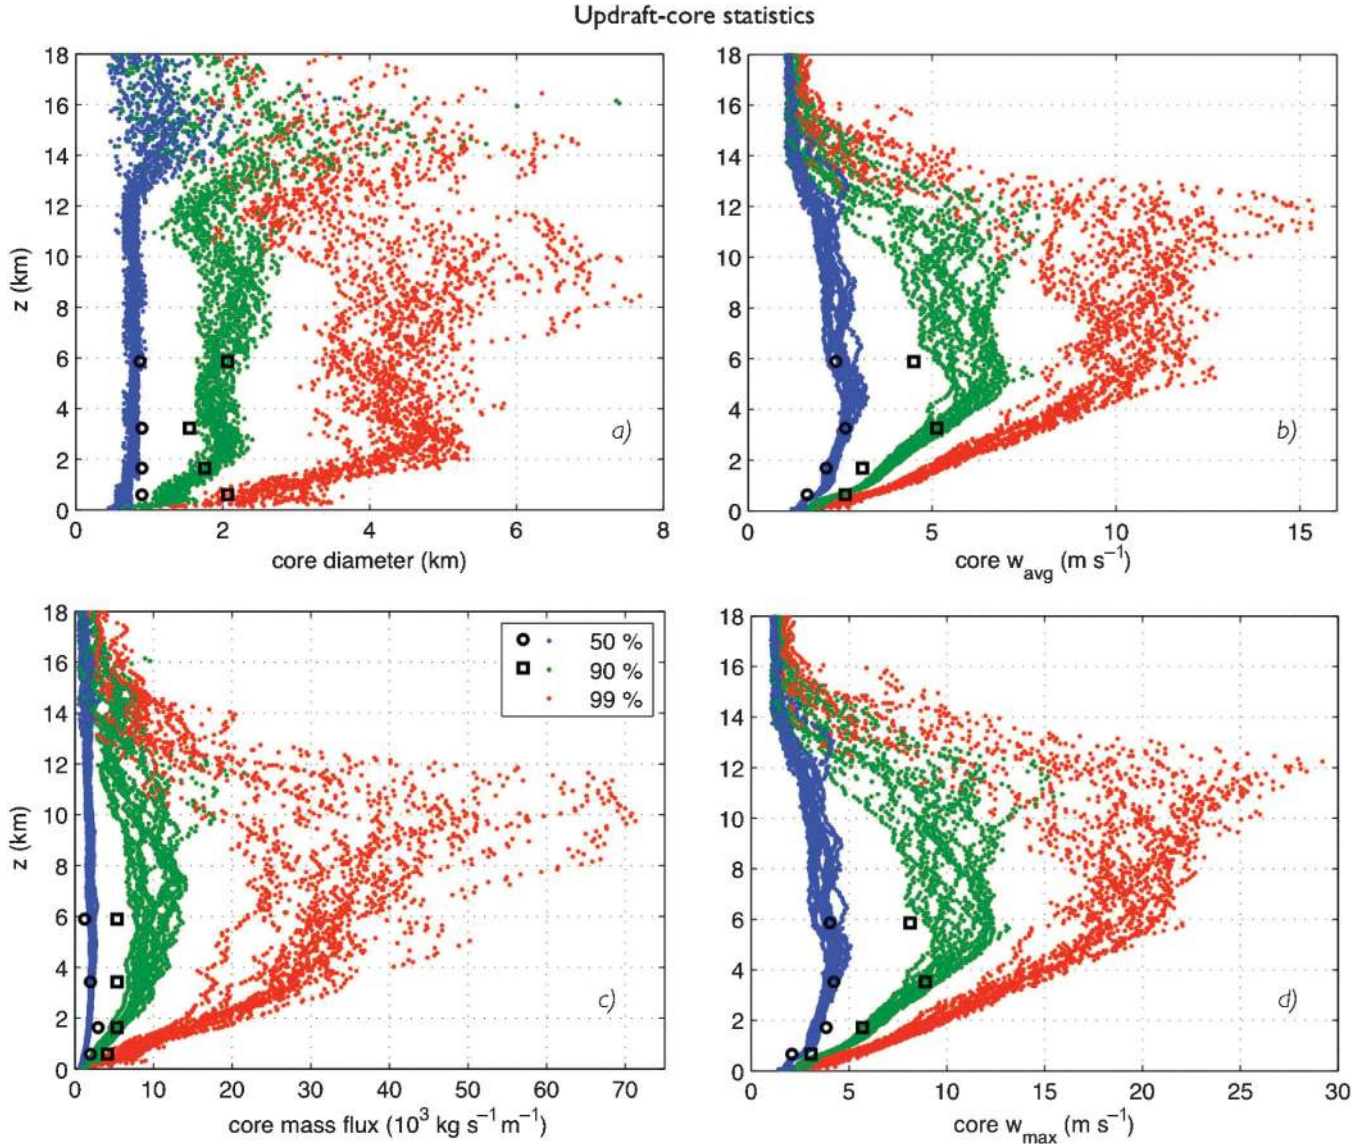 Updraft-core statistics
18
16
14
12
10
8
6
4
2
0
z (km)
0 2 4 6 8
core diameter (km)
a)
18
16
14
12
10
8
6
4
2
0
0 5 10 15
core w_avg (m s⁻¹)
b)
18
16
14
12
10
8
6
4
2
0
z (km)
50 %
90 %
99 %
0 10 20 30 40 50 60 70
core mass flux (10³ kg s⁻¹ m⁻¹)
c)
18
16
14
12
10
8
6
4
2
0
0 5 10 15 20 25 30
core w_max (m s⁻¹)
d)